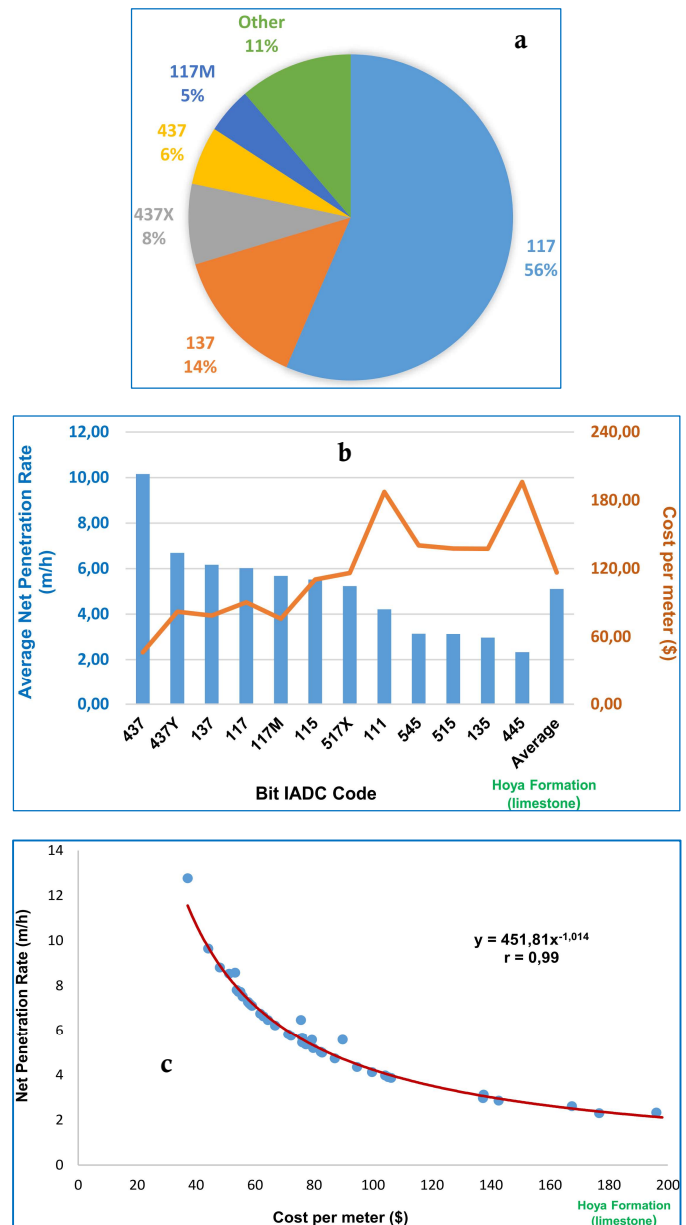 a
Other
11%
117M
5%
437
6%
437X
8%
137
14%
117
56%
b
Average Net Penetration Rate
(m/h)
12,00
10,00
8,00
6,00
4,00
2,00
0,00
240,00
180,00
120,00
60,00
0,00
Cost per meter ($)
437
437Y
137
117
117M
115
517X
111
545
515
135
445
Average
Bit IADC Code
Hoya Formation
(limestone)
Net Penetration Rate (m/h)
14
12
10
8
6
4
2
0
y = 451,81x-1,014
r = 0,99
c
0
20
40
60
80
100
120
140
160
180
200
Cost per meter ($)
Hoya Formation
(limestone)